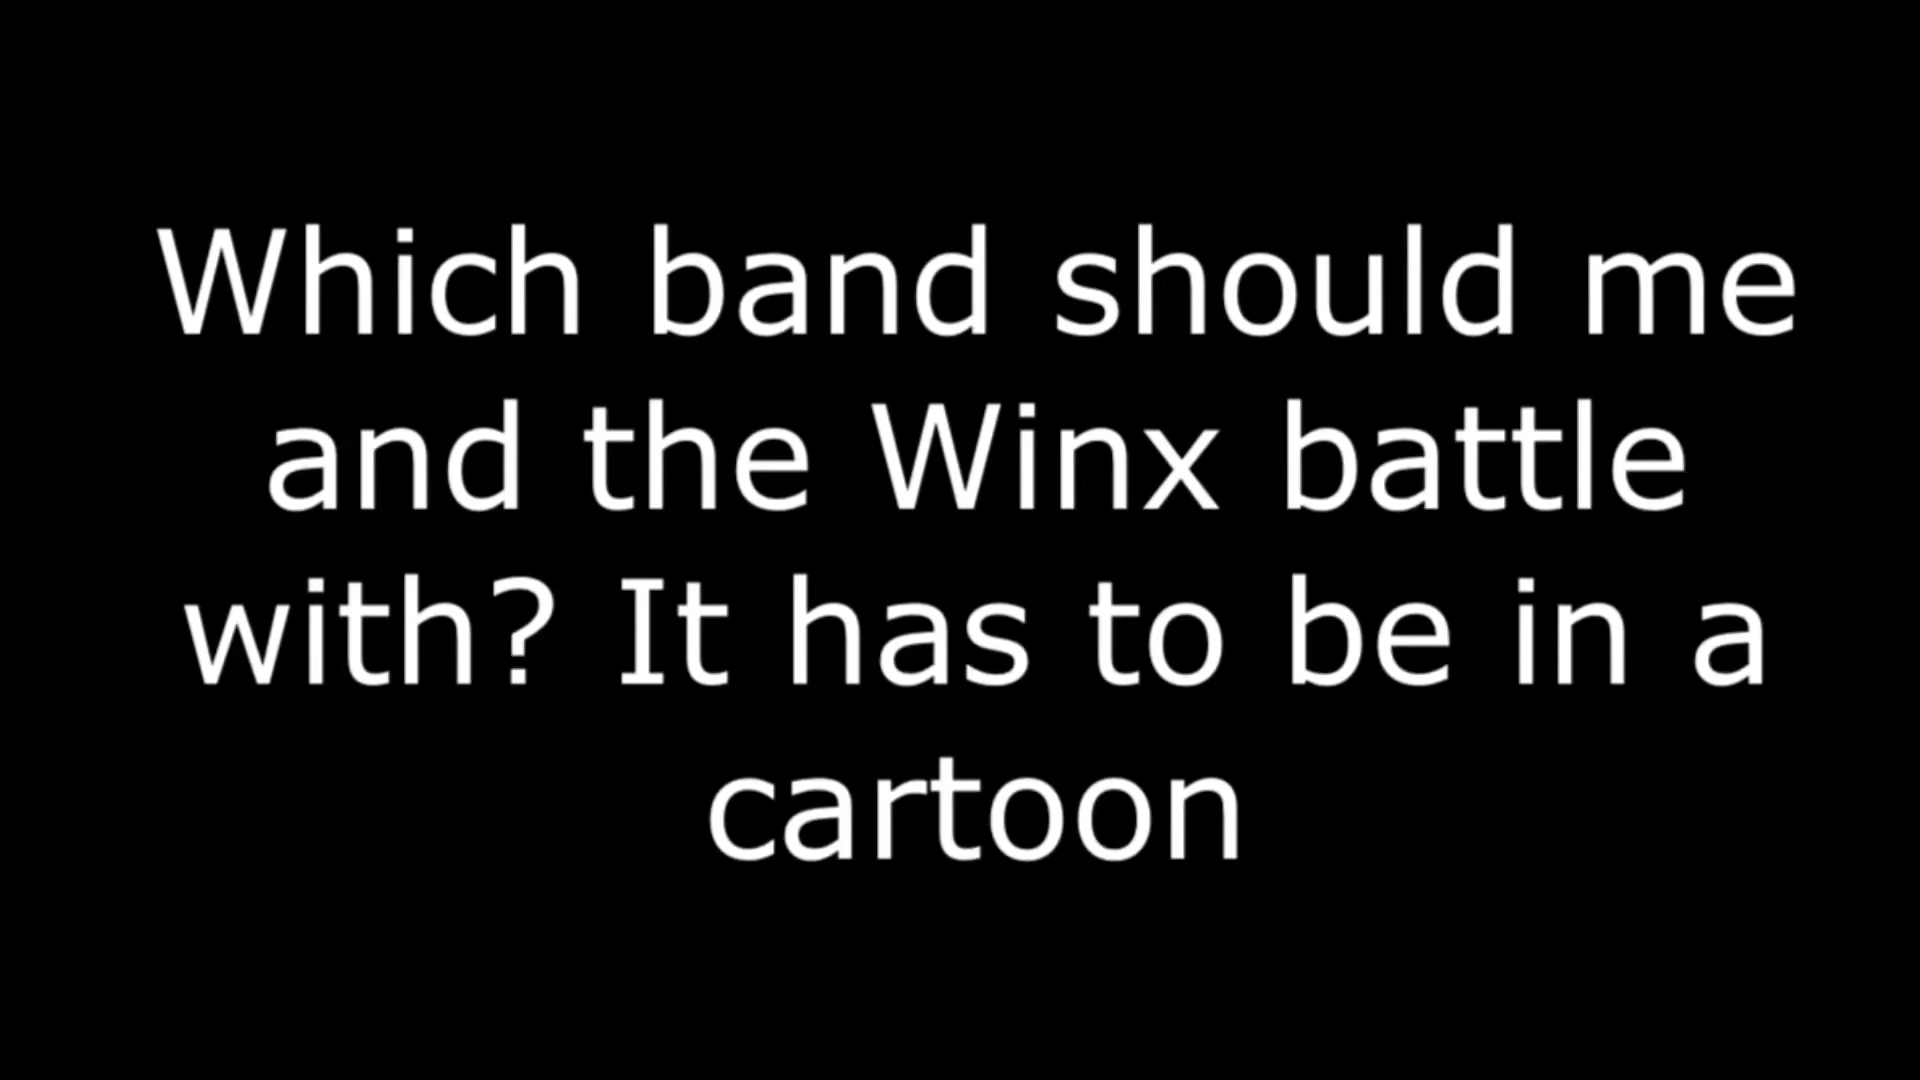 Which band should me
and the Winx battle
with? It has to be in a
cartoon